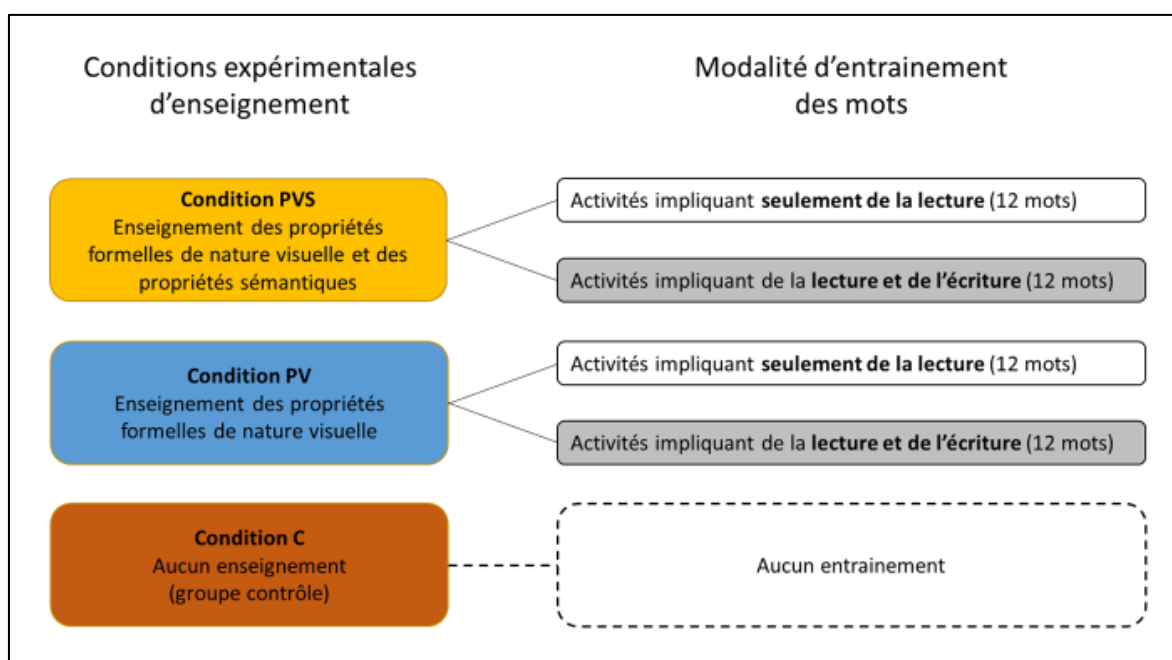 Conditions expérimentales
d'enseignement
Modalité d'entrainement
des mots
Condition PVS
Enseignement des propriétés
formelles de nature visuelle et des
propriétés sémantiques
Activités impliquant seulement de la lecture (12 mots)
Activités impliquant de la lecture et de l'écriture (12 mots)
Condition PV
Enseignement des propriétés
formelles de nature visuelle
Activités impliquant seulement de la lecture (12 mots)
Activités impliquant de la lecture et de l'écriture (12 mots)
Condition C
Aucun enseignement
(groupe contrôle)
Aucun entrainement